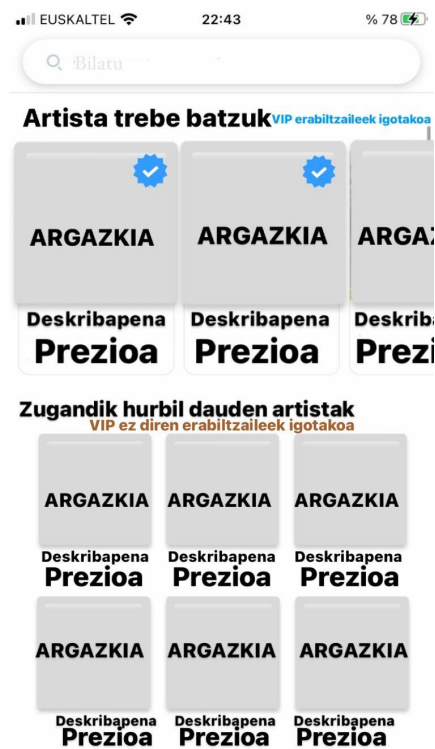 EUSKALTEL 22:43 % 78
Bilatu
Artista trebe batzuk VIP erabiltzaileek igotakoa
ARGAZKIA ARGAZKIA ARGAZ
Deskribapena Deskribapena Deskrib
Prezioa Prezioa Prezi
Zugandik hurbil dauden artistak
VIP ez diren erabiltzaileek igotakoa
ARGAZKIA ARGAZKIA ARGAZKIA
Deskribapena Deskribapena Deskribapena
Prezioa Prezioa Prezioa
ARGAZKIA ARGAZKIA ARGAZKIA
Deskribapena Deskribapena Deskribapena
Prezioa Prezioa Prezioa